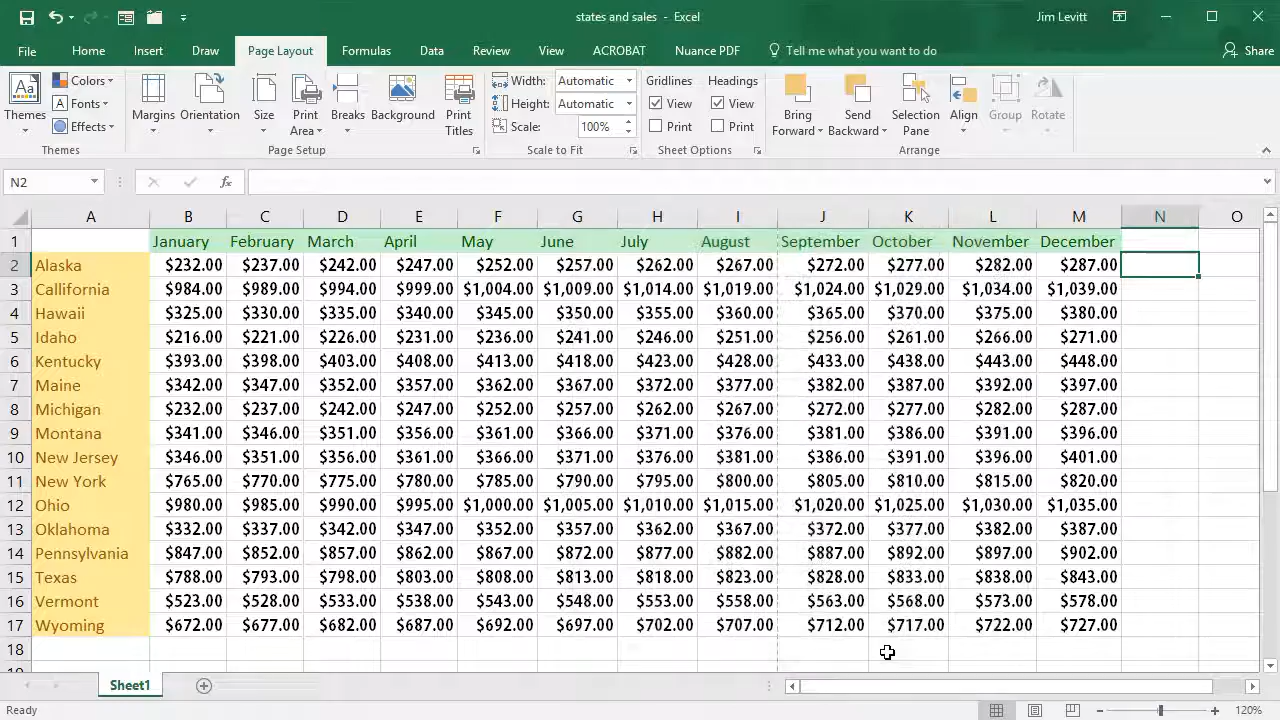 states and sales - Excel
Jim Levitt
File Home Insert Draw Page Layout Formulas Data Review View ACROBAT Nuance PDF Tell me what you want to do Share
Themes Colors Fonts Effects
Margins Orientation Size Print Area Breaks Background Print Titles
Width: Automatic
Height: Automatic
Scale: 100%
Gridlines Headings
View View
Print Print
Bring Forward Send Backward Selection Pane Align Group Rotate
Themes Page Setup Scale to Fit Sheet Options Arrange
N2 fx
A B C D E F G H I J K L M N O
1 January February March April May June July August September October November December
2 Alaska $232.00 $237.00 $242.00 $247.00 $252.00 $257.00 $262.00 $267.00 $272.00 $277.00 $282.00 $287.00
3 Callifornia $984.00 $989.00 $994.00 $999.00 $1,004.00 $1,009.00 $1,014.00 $1,019.00 $1,024.00 $1,029.00 $1,034.00 $1,039.00
4 Hawaii $325.00 $330.00 $335.00 $340.00 $345.00 $350.00 $355.00 $360.00 $365.00 $370.00 $375.00 $380.00
5 Idaho $216.00 $221.00 $226.00 $231.00 $236.00 $241.00 $246.00 $251.00 $256.00 $261.00 $266.00 $271.00
6 Kentucky $393.00 $398.00 $403.00 $408.00 $413.00 $418.00 $423.00 $428.00 $433.00 $438.00 $443.00 $448.00
7 Maine $342.00 $347.00 $352.00 $357.00 $362.00 $367.00 $372.00 $377.00 $382.00 $387.00 $392.00 $397.00
8 Michigan $232.00 $237.00 $242.00 $247.00 $252.00 $257.00 $262.00 $267.00 $272.00 $277.00 $282.00 $287.00
9 Montana $341.00 $346.00 $351.00 $356.00 $361.00 $366.00 $371.00 $376.00 $381.00 $386.00 $391.00 $396.00
10 New Jersey $346.00 $351.00 $356.00 $361.00 $366.00 $371.00 $376.00 $381.00 $386.00 $391.00 $396.00 $401.00
11 New York $765.00 $770.00 $775.00 $780.00 $785.00 $790.00 $795.00 $800.00 $805.00 $810.00 $815.00 $820.00
12 Ohio $980.00 $985.00 $990.00 $995.00 $1,000.00 $1,005.00 $1,010.00 $1,015.00 $1,020.00 $1,025.00 $1,030.00 $1,035.00
13 Oklahoma $332.00 $337.00 $342.00 $347.00 $352.00 $357.00 $362.00 $367.00 $372.00 $377.00 $382.00 $387.00
14 Pennsylvania $847.00 $852.00 $857.00 $862.00 $867.00 $872.00 $877.00 $882.00 $887.00 $892.00 $897.00 $902.00
15 Texas $788.00 $793.00 $798.00 $803.00 $808.00 $813.00 $818.00 $823.00 $828.00 $833.00 $838.00 $843.00
16 Vermont $523.00 $528.00 $533.00 $538.00 $543.00 $548.00 $553.00 $558.00 $563.00 $568.00 $573.00 $578.00
17 Wyoming $672.00 $677.00 $682.00 $687.00 $692.00 $697.00 $702.00 $707.00 $712.00 $717.00 $722.00 $727.00
18
Sheet1
Ready 120%